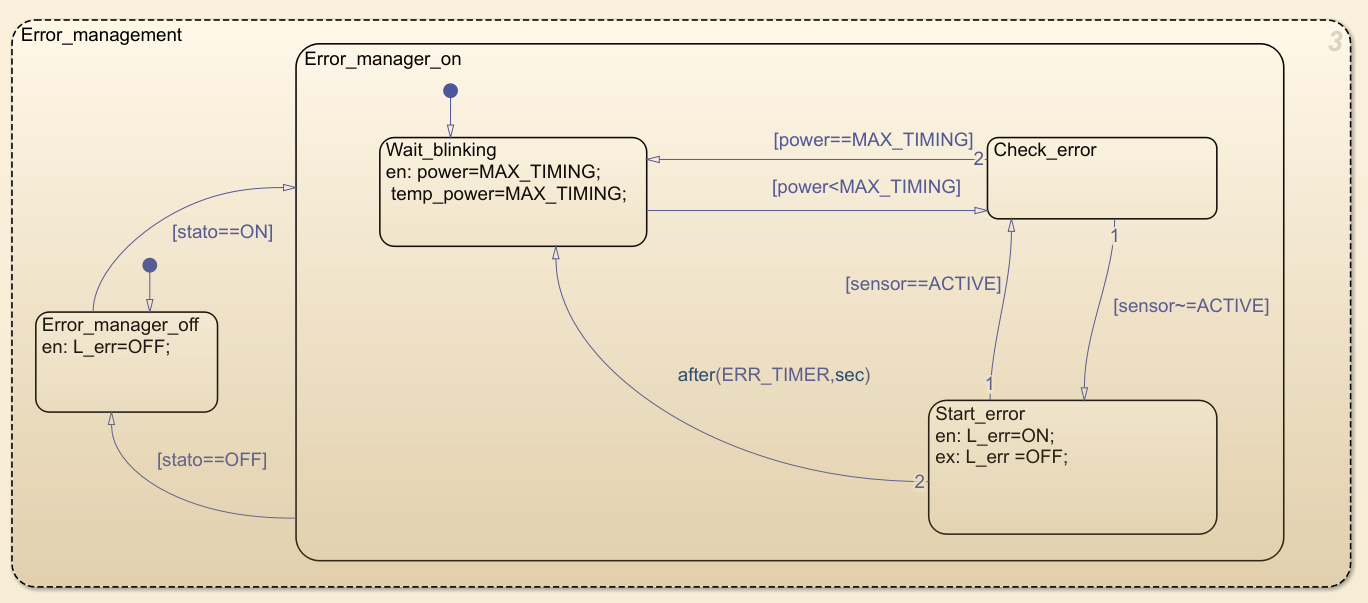 Error_management
3
Error_manager_on
Wait_blinking
en: power=MAX_TIMING;
temp_power=MAX_TIMING;
[power==MAX_TIMING]
2
Check_error
[power<MAX_TIMING]
[stato==ON]
1
[sensor==ACTIVE]
[sensor~=ACTIVE]
Error_manager_off
en: L_err=OFF;
after(ERR_TIMER,sec)
1
Start_error
en: L_err=ON;
ex: L_err =OFF;
2
[stato==OFF]